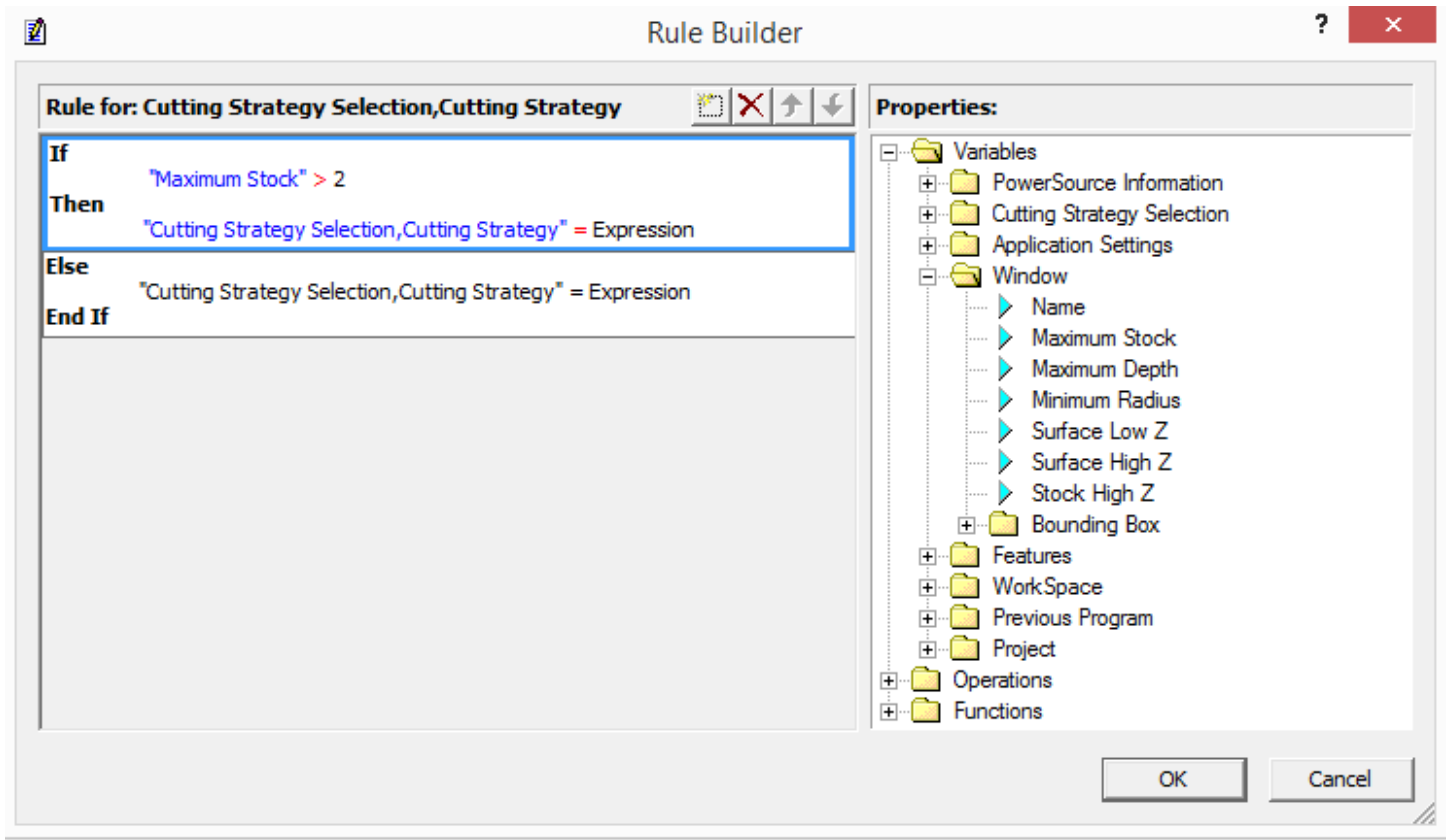 Rule Builder
?
Rule for: Cutting Strategy Selection,Cutting Strategy
If
"Maximum Stock" > 2
Then
"Cutting Strategy Selection,Cutting Strategy" = Expression
Else
"Cutting Strategy Selection,Cutting Strategy" = Expression
End If
Properties:
Variables
PowerSource Information
Cutting Strategy Selection
Application Settings
Window
Name
Maximum Stock
Maximum Depth
Minimum Radius
Surface Low Z
Surface High Z
Stock High Z
Bounding Box
Features
WorkSpace
Previous Program
Project
Operations
Functions
OK
Cancel